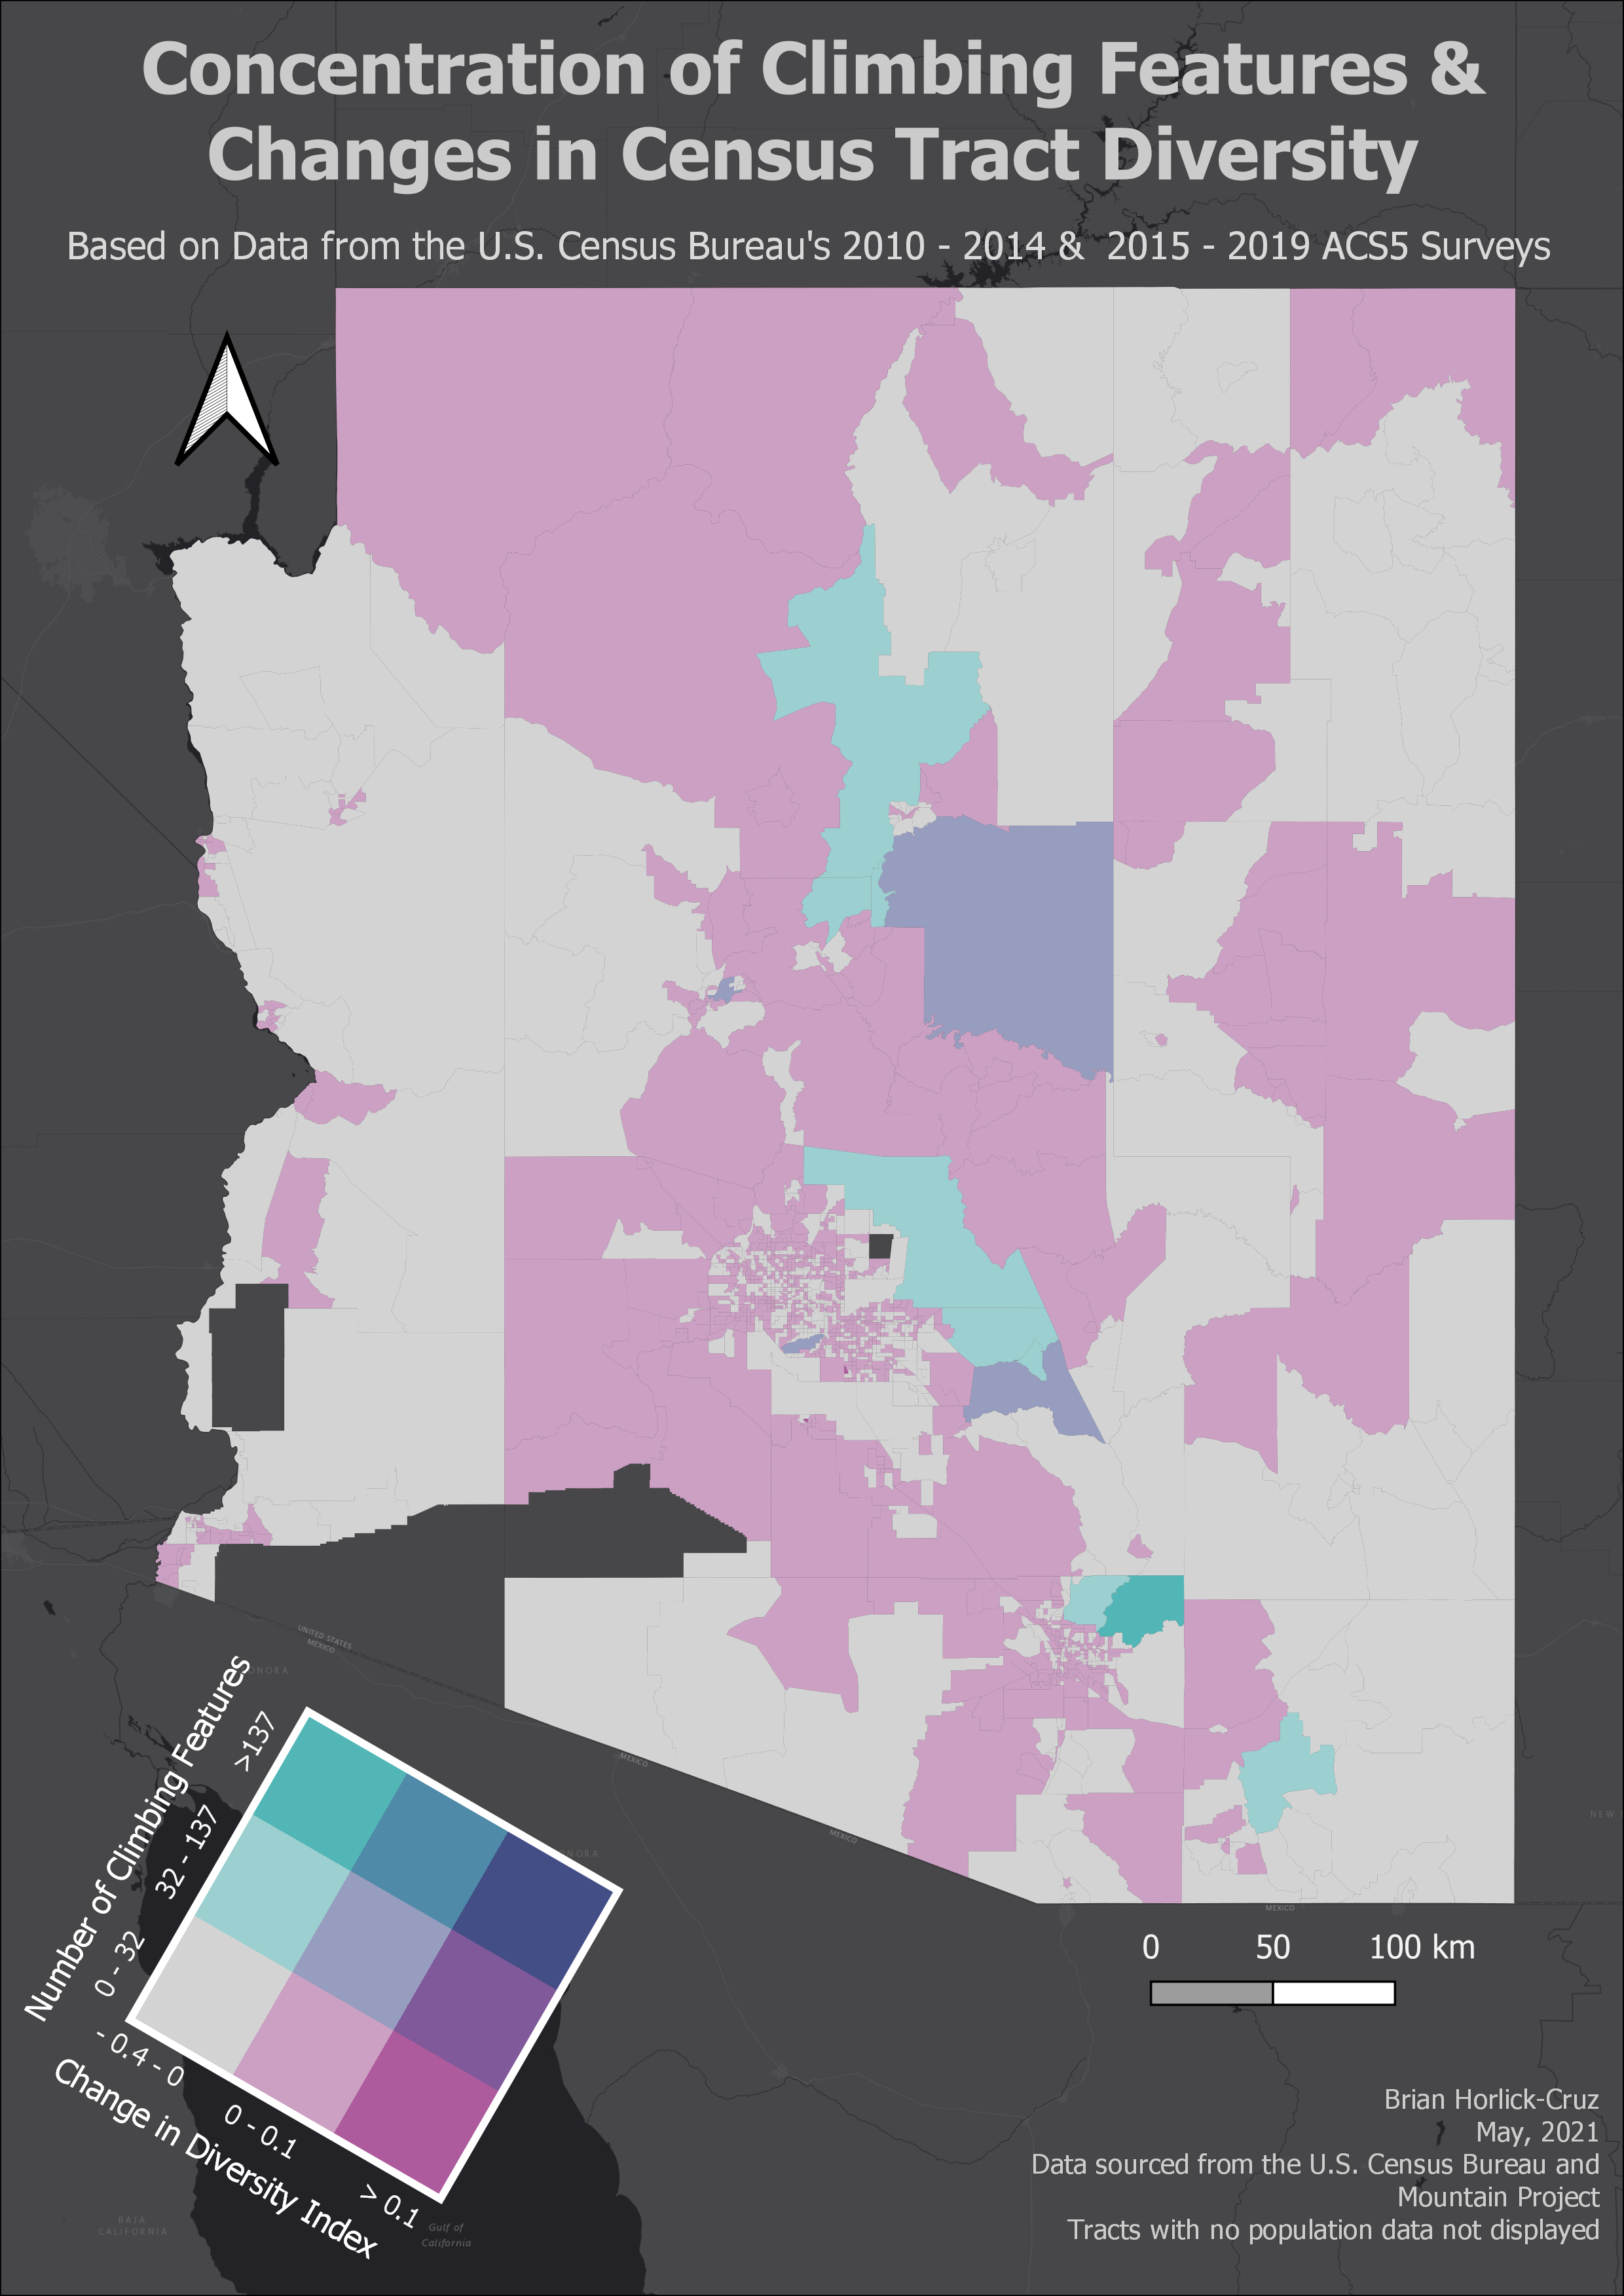 Concentration of Climbing Features &
Changes in Census Tract Diversity
Based on Data from the U.S. Census Bureau's 2010 - 2014 & 2015 - 2019 ACS5 Surveys
UNITED STATES
MEXICO
ONORA
MEXICO
MEXICO
ONORA
NEW
MEXICO
Number of Climbing Features
>137
32 - 137
0 - 32
- 0.4 - 0
0 - 0.1
> 0.1
Change in Diversity Index
BAJA
CALIFORNIA
Gulf of
California
0 50 100 km
Brian Horlick-Cruz
May, 2021
Data sourced from the U.S. Census Bureau and
Mountain Project
Tracts with no population data not displayed